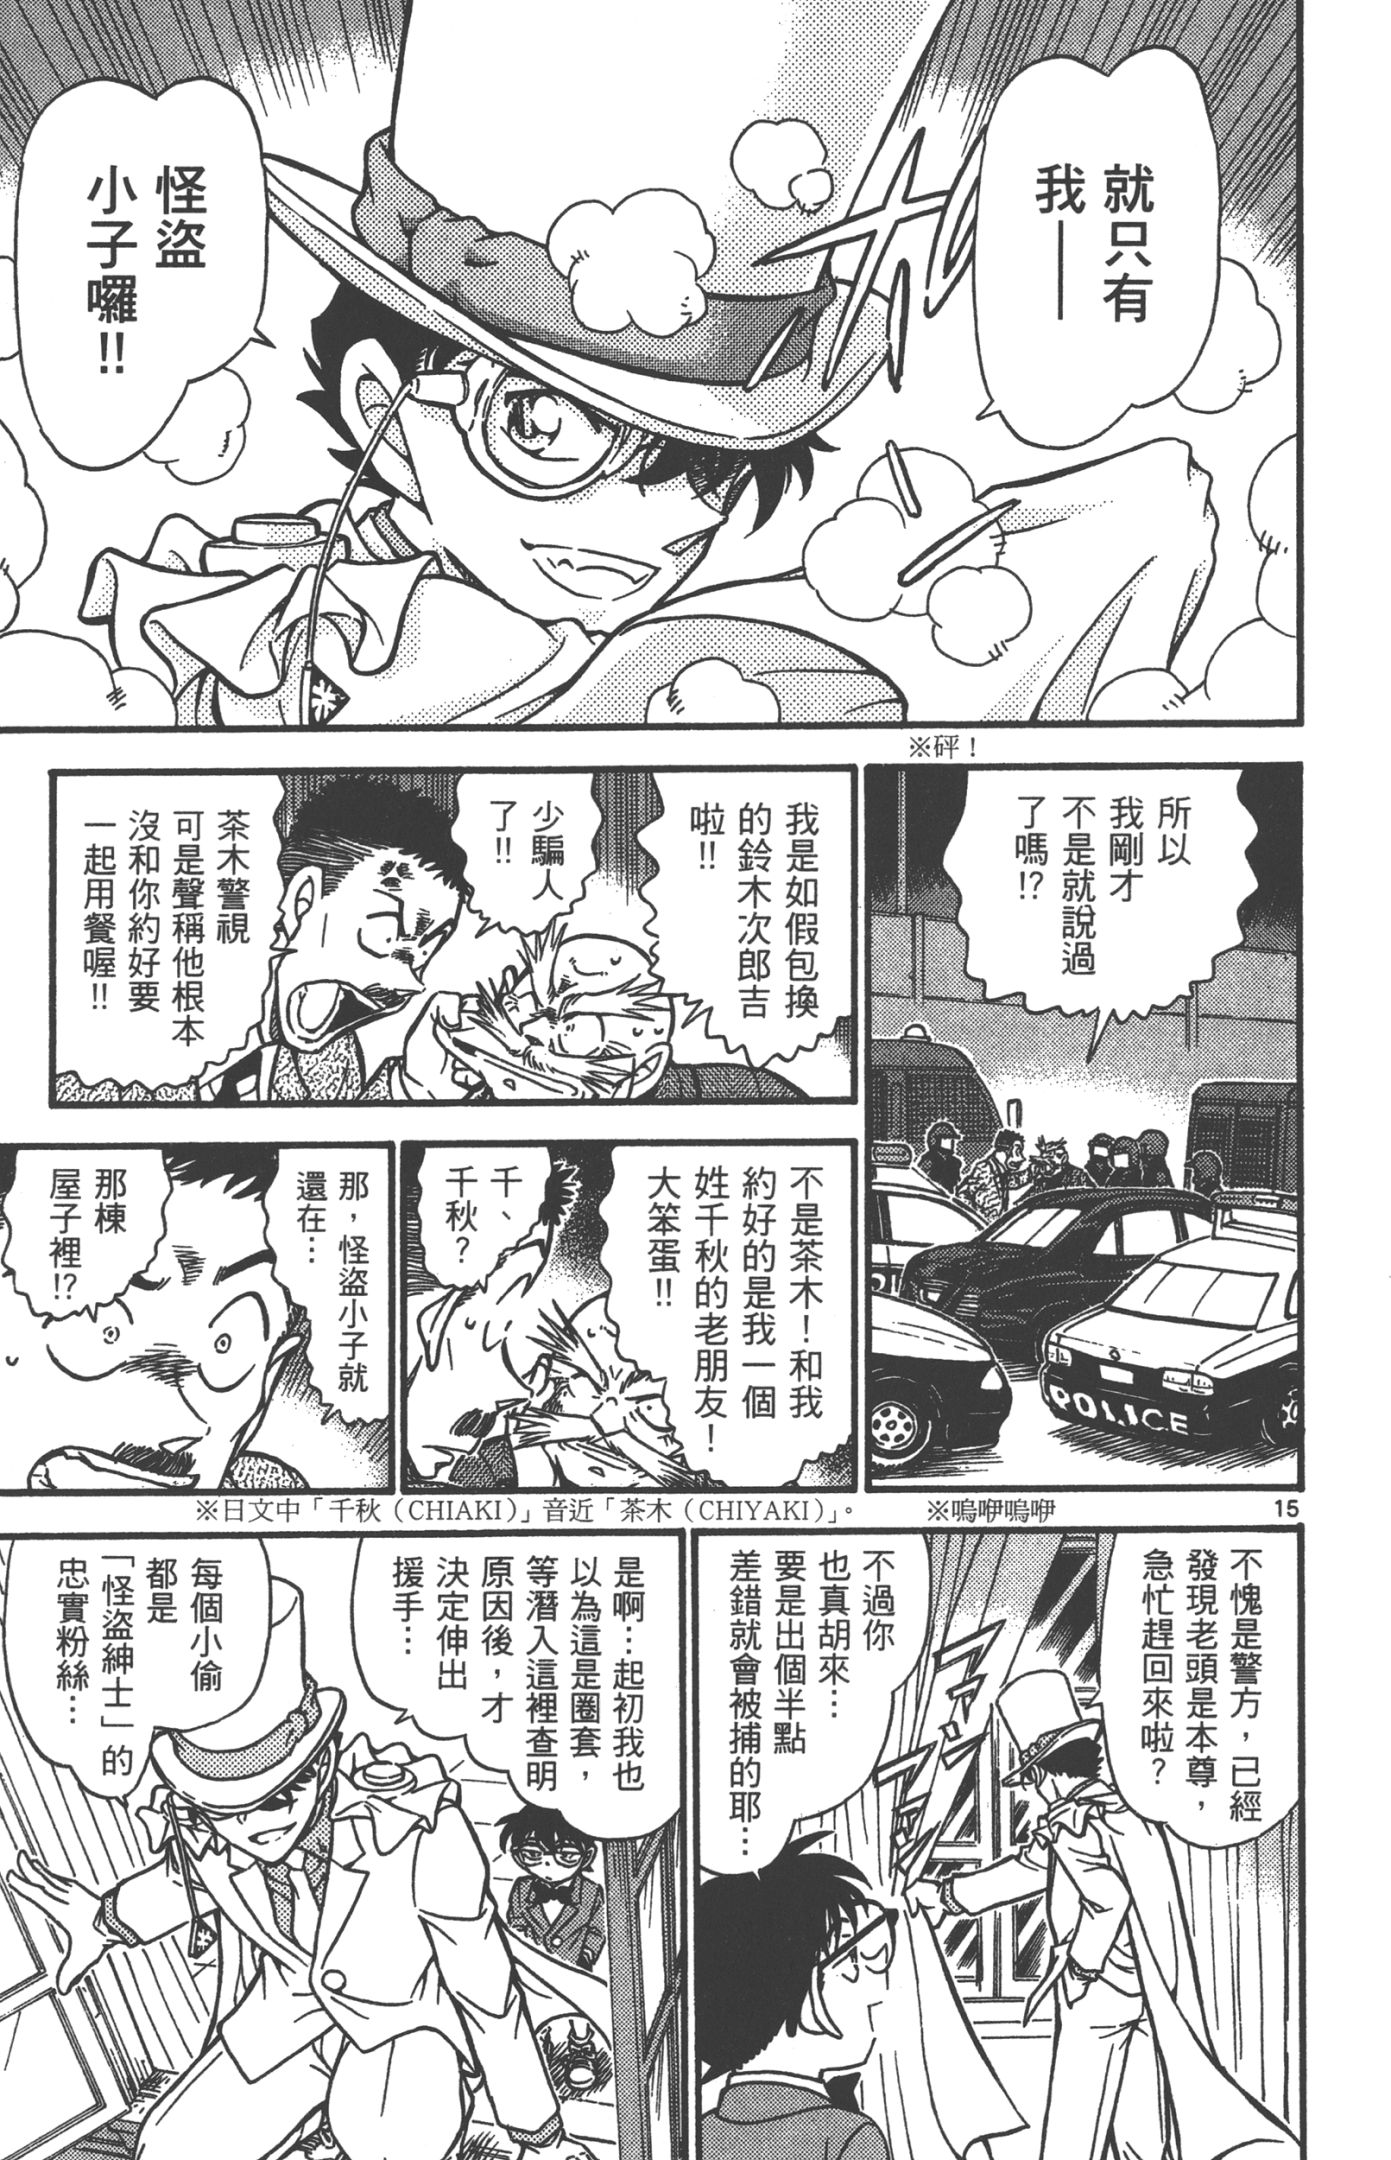 就只有
我——
怪盜
小子囉!!
※砰！
所以
我剛才
不是就說過
了嗎!?
我是如假包換
的鈴木次郎吉
啦!!
少騙人
了!!
茶木警視
可是聲稱他根本
沒和你約好要
一起用餐喔!!
POLICE
不是茶木！和我
約好的是我一個
姓千秋的老朋友！
大笨蛋!!
千、
千秋？
那，怪盜小子就
還在…
那棟
屋子裡!?
※日文中「千秋（CHIAKI）」音近「茶木（CHIYAKI）」。
※嗚咿嗚咿
15
不愧是警方，已經
發現老頭是本尊，
急忙趕回來啦？
不過你
也真胡來…
要是出個半點
差錯就會被捕的耶…
是啊…起初我也
以為這是圈套，
等潛入這裡查明
原因後，才
決定伸出
援手…
每個小偷
都是
「怪盜紳士」的
忠實粉絲…